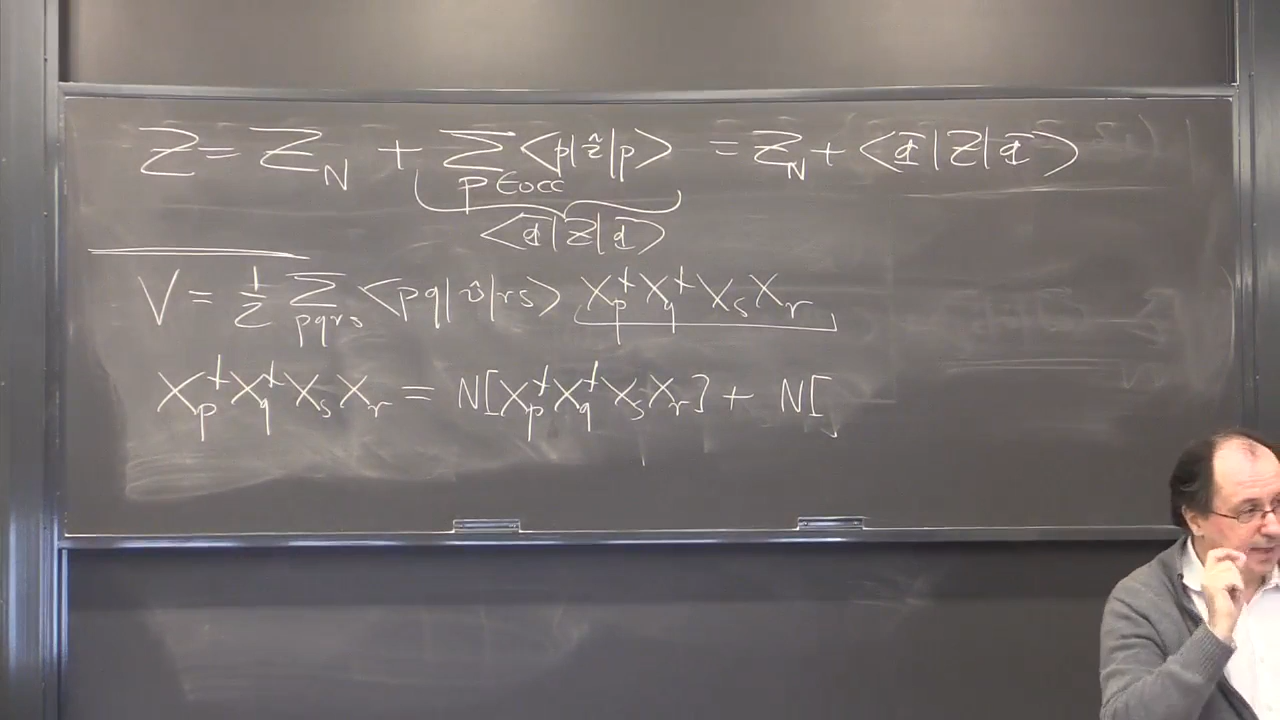 Z = Z_N + Σ_{p∈occ} <p|ẑ|p> = Z_N + <Φ|Z|Φ>
<Φ|Z|Φ>
V = 1/2 Σ_{pqrs} <pq|v̂|rs> X_p^† X_q^† X_s X_r
X_p^† X_q^† X_s X_r = N[X_p^† X_q^† X_s X_r] + N[